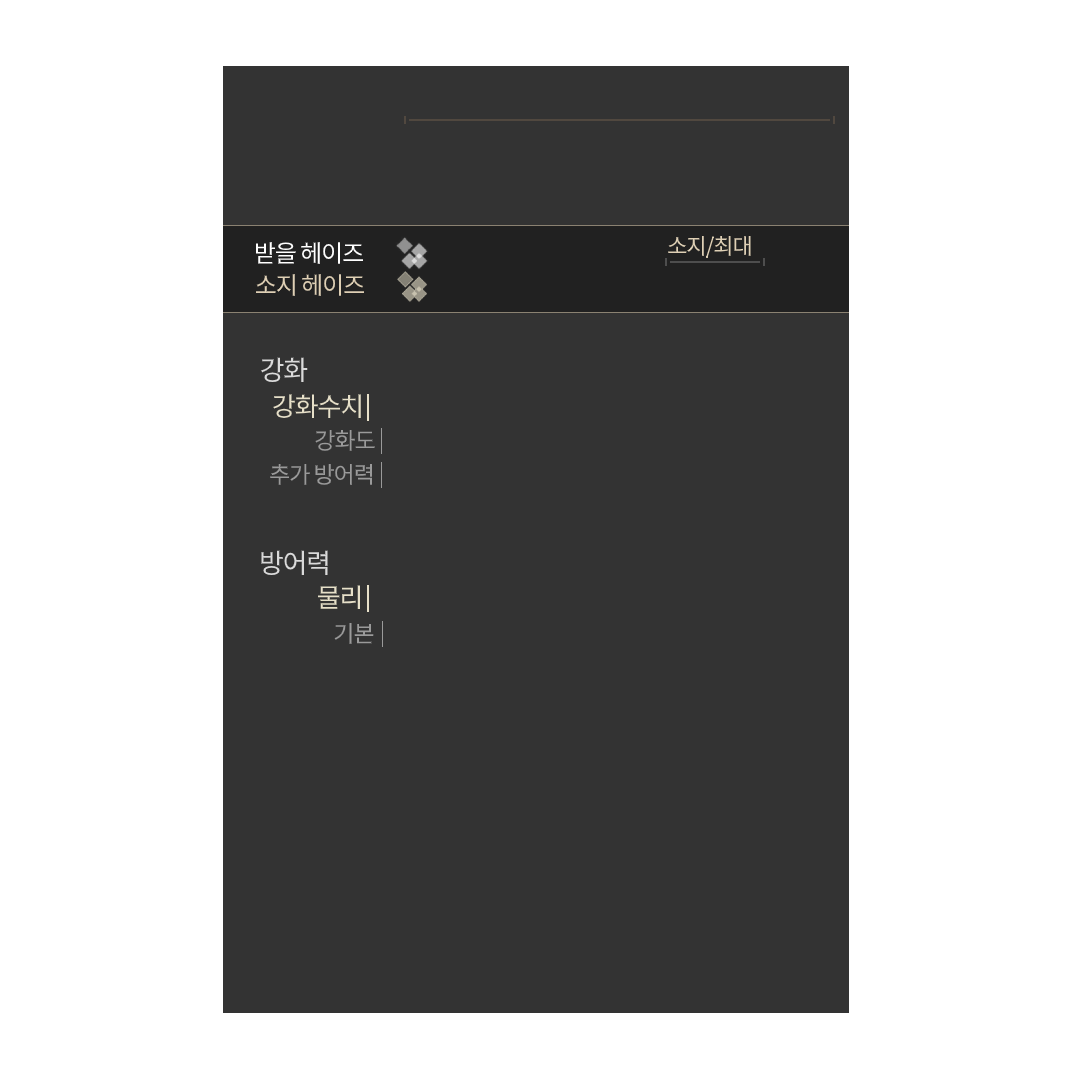 받을 헤이즈
소지/최대
소지 헤이즈
강화
강화수치
강화도
추가 방어력
방어력
물리
기본